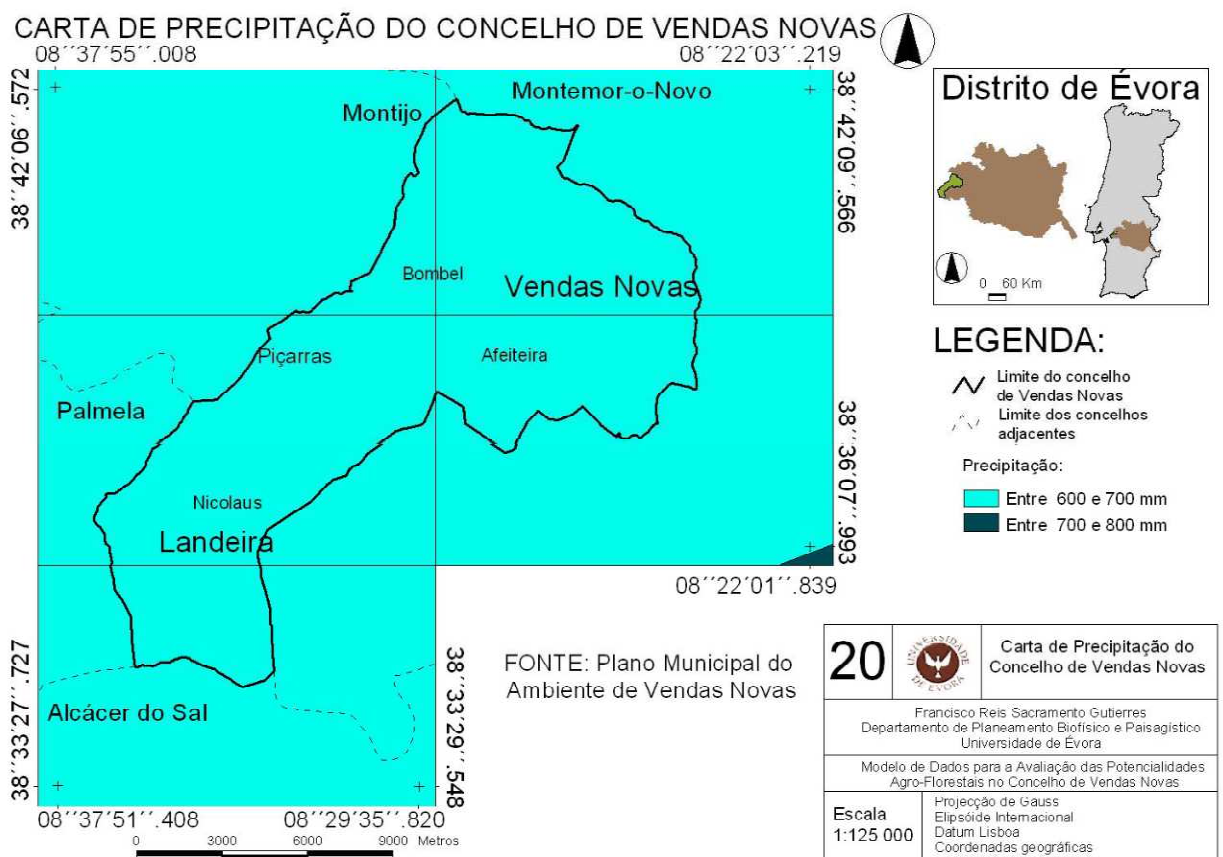 CARTA DE PRECIPITAÇÃO DO CONCELHO DE VENDAS NOVAS
08´´37´55´´.008
08´´22´03´´.219
38´´42´06´´.572
38´´42´09´´.566
Montijo
Montemor-o-Novo
Bombel
Vendas Novas
Piçarras
Afeiteira
Palmela
Nicolaus
Landeira
38´´36´07´´.993
08´´22´01´´.839
38´´33´27´´.727
38´´33´29´´.548
Alcácer do Sal
08´´37´51´´.408
08´´29´35´´.820
0 3000 6000 9000 Metros
FONTE: Plano Municipal do
Ambiente de Vendas Novas
Distrito de Évora
0 60 Km
LEGENDA:
Limite do concelho
de Vendas Novas
Limite dos concelhos
adjacentes
Precipitação:
Entre 600 e 700 mm
Entre 700 e 800 mm
20
UNIVERSIDADE
DE EVORA
Carta de Precipitação do
Concelho de Vendas Novas
Francisco Reis Sacramento Gutierres
Departamento de Planeamento Biofísico e Paisagístico
Universidade de Évora
Modelo de Dados para a Avaliação das Potencialidades
Agro-Florestais no Concelho de Vendas Novas
Escala
1:125 000
Projecção de Gauss
Elipsóide Internacional
Datum Lisboa
Coordenadas geográficas